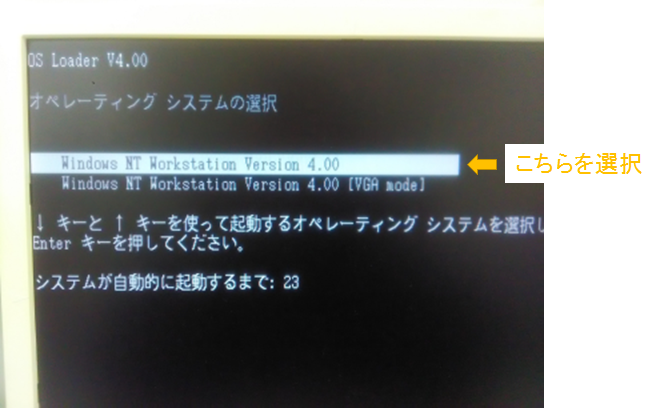 OS Loader V4.00
オペレーティング システムの選択
Windows NT Workstation Version 4.00
こちらを選択
Windows NT Workstation Version 4.00 [VGA mode]
↓ キーと ↑ キーを使って起動するオペレーティング システムを選択し
Enter キーを押してください。
システムが自動的に起動するまで: 23